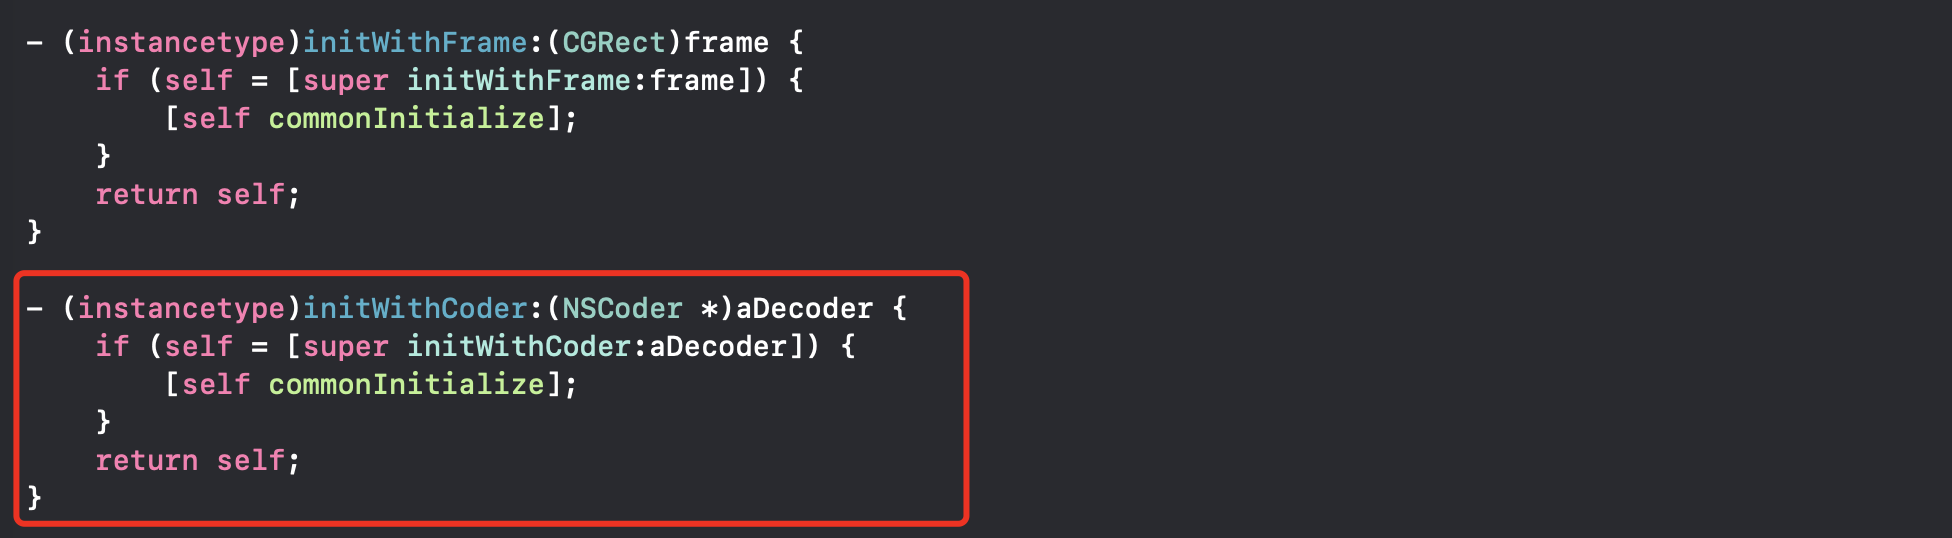 - (instancetype)initWithFrame:(CGRect)frame {
    if (self = [super initWithFrame:frame]) {
        [self commonInitialize];
    }
    return self;
}

- (instancetype)initWithCoder:(NSCoder *)aDecoder {
    if (self = [super initWithCoder:aDecoder]) {
        [self commonInitialize];
    }
    return self;
}